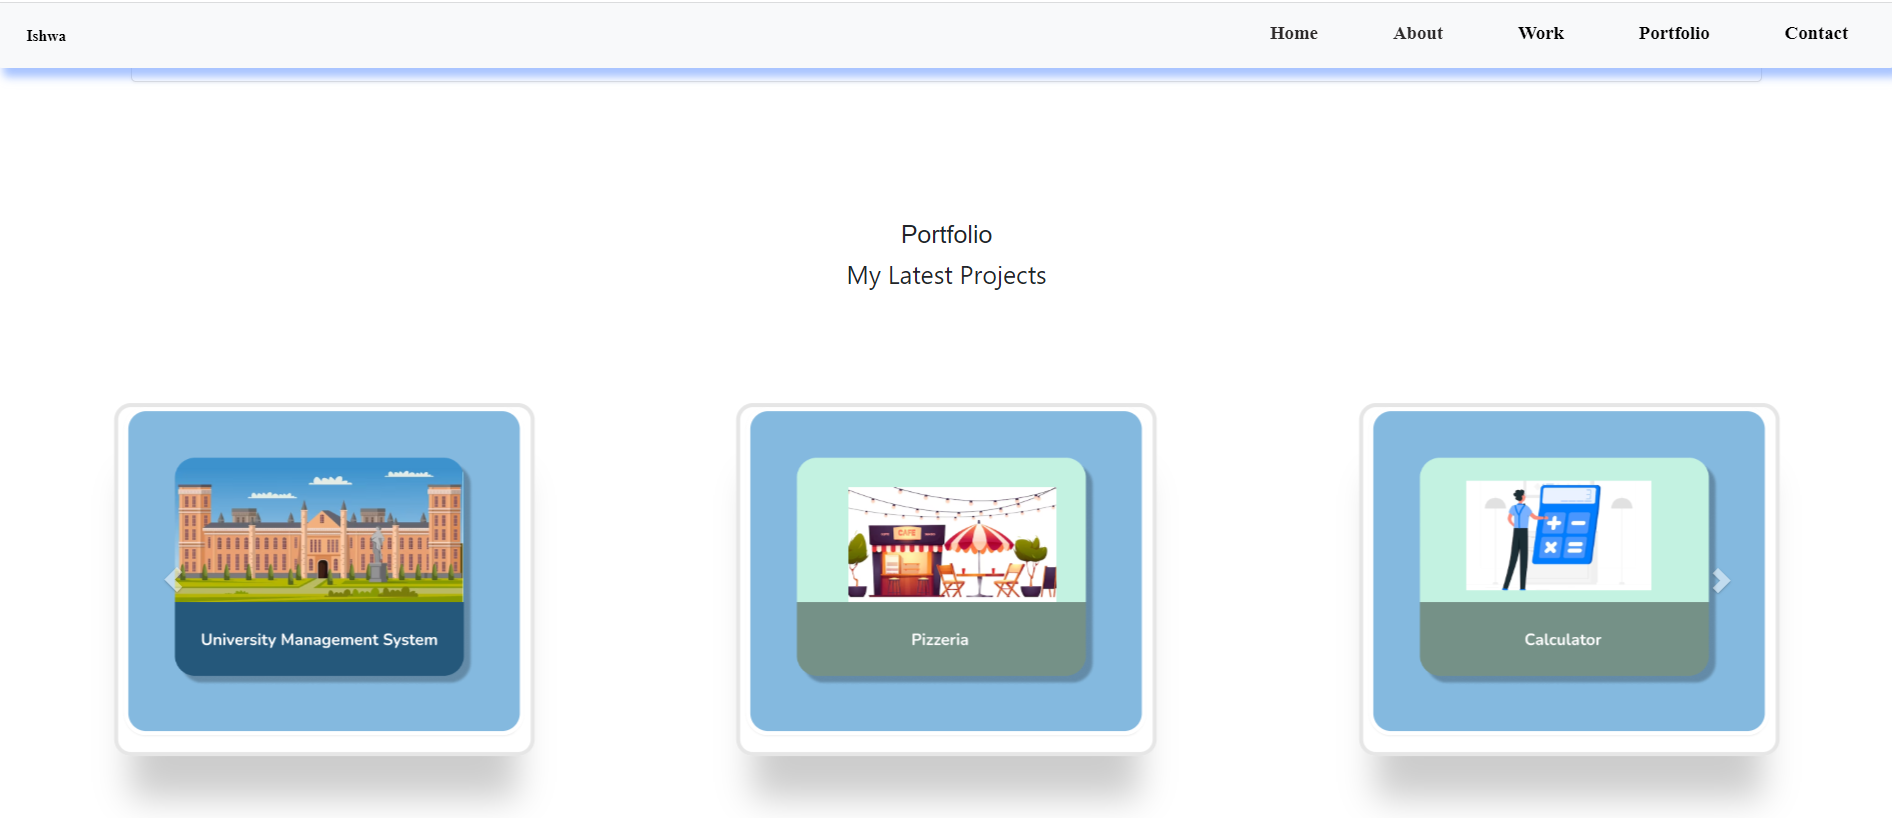 Ishwa
Home About Work Portfolio Contact
Portfolio
My Latest Projects
CAFE
University Management System
Pizzeria
Calculator